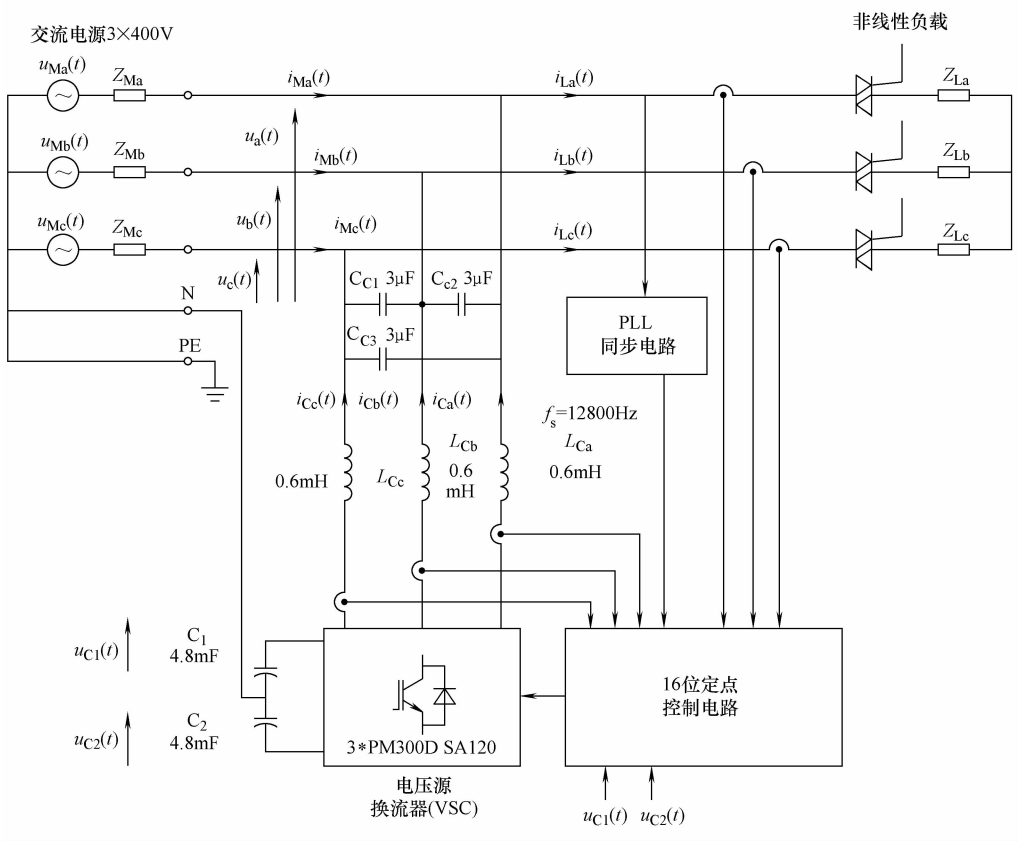 交流电源3×400V
非线性负载
uMa(t)
ZMa
iMa(t)
iLa(t)
ZLa
ua(t)
uMb(t)
ZMb
iMb(t)
iLb(t)
ZLb
ub(t)
uMc(t)
ZMc
iMc(t)
iLc(t)
ZLc
uc(t)
CC1 3μF
Cc2 3μF
N
PLL
同步电路
CC3 3μF
PE
iCc(t)
iCb(t)
iCa(t)
fs=12800Hz
LCb
LCa
0.6mH
LCc
0.6
mH
0.6mH
uC1(t)
C1
4.8mF
16位定点
控制电路
uC2(t)
C2
4.8mF
3*PM300D SA120
电压源
换流器(VSC)
uC1(t)
uC2(t)